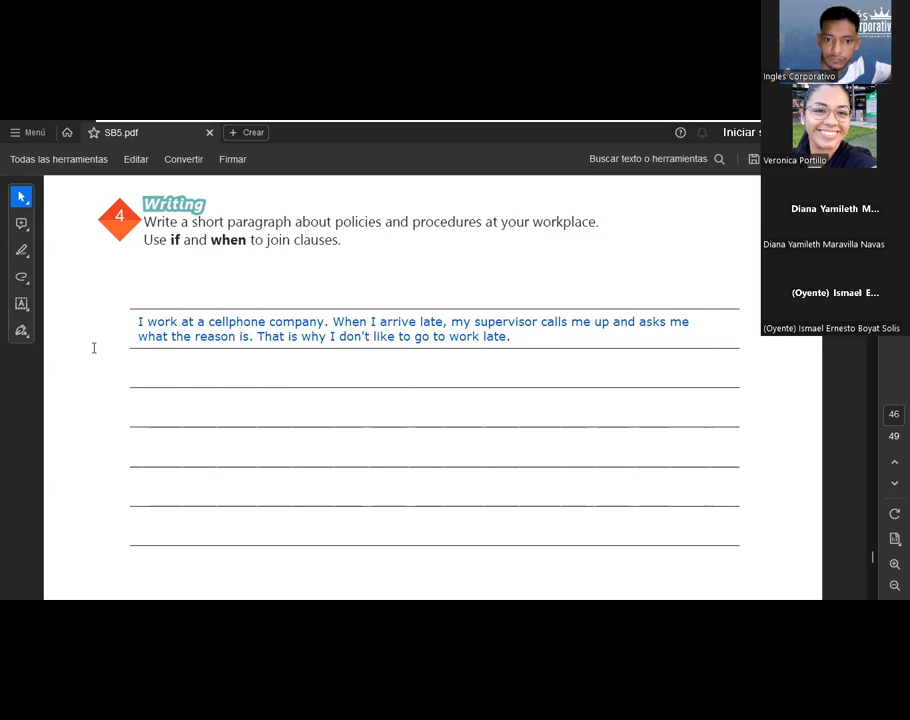 és
Corporativo
Ingles Corporativo
Veronica Portillo
Diana Yamileth M...
Diana Yamileth Maravilla Navas
(Oyente) Ismael E...
(Oyente) Ismael Ernesto Boyat Solis
Menú
SB5.pdf
Crear
Iniciar s
Todas las herramientas
Editar
Convertir
Firmar
Buscar texto o herramientas
4
Writing
Write a short paragraph about policies and procedures at your workplace.
Use if and when to join clauses.
I work at a cellphone company. When I arrive late, my supervisor calls me up and asks me
what the reason is. That is why I don't like to go to work late.
46
49